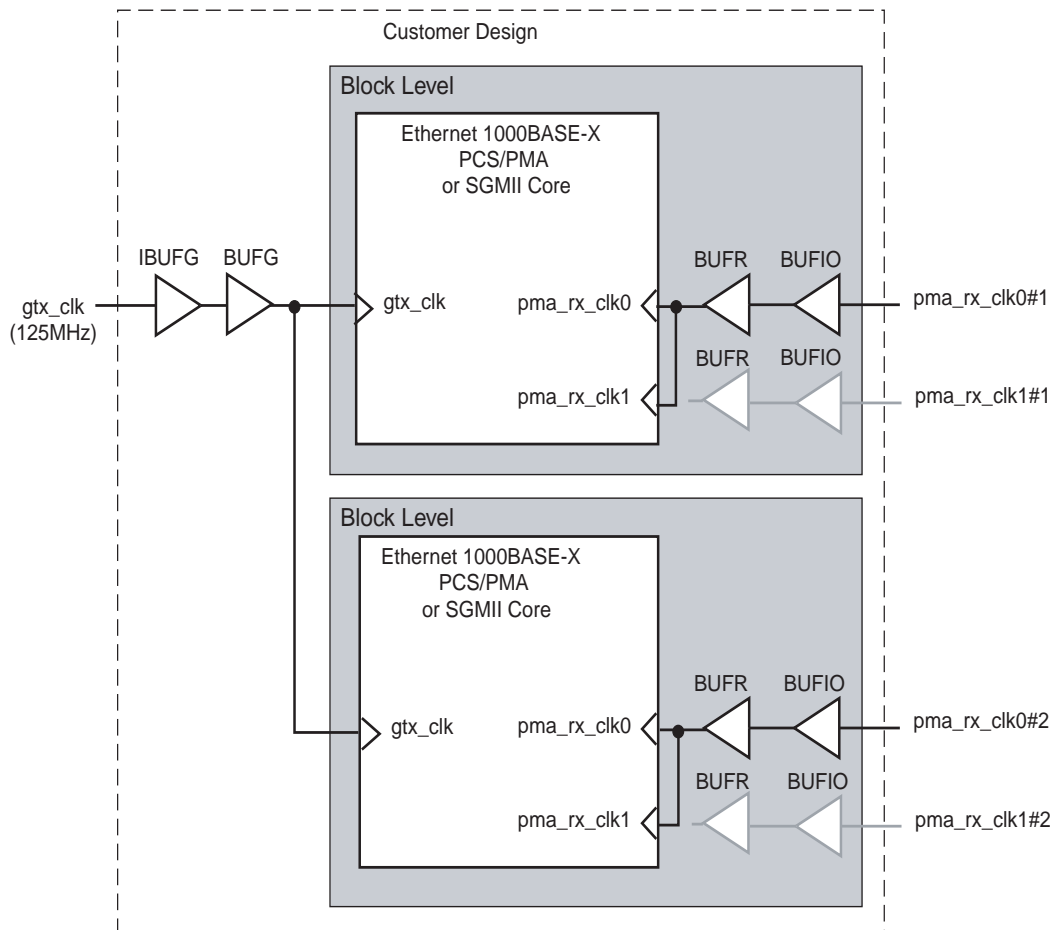 Customer Design
Block Level
Ethernet 1000BASE-X
PCS/PMA
or SGMII Core
IBUFG
BUFG
gtx_clk
(125MHz)
gtx_clk
pma_rx_clk0
BUFR
BUFIO
pma_rx_clk0#1
pma_rx_clk1
BUFR
BUFIO
pma_rx_clk1#1
Block Level
Ethernet 1000BASE-X
PCS/PMA
or SGMII Core
gtx_clk
pma_rx_clk0
BUFR
BUFIO
pma_rx_clk0#2
pma_rx_clk1
BUFR
BUFIO
pma_rx_clk1#2